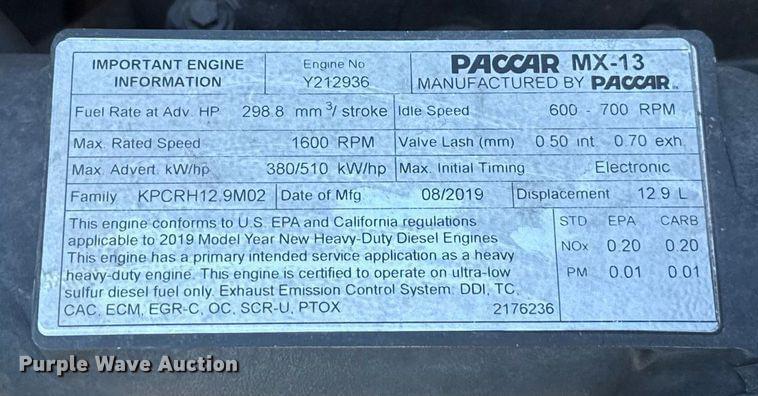 IMPORTANT ENGINE
INFORMATION
Engine No
Y212936
PACCAR MX-13
MANUFACTURED BY PACCAR
Fuel Rate at Adv. HP 298.8 mm³/ stroke
Idle Speed 600 - 700 RPM
Max. Rated Speed 1600 RPM
Valve Lash (mm) 0.50 int. 0.70 exh.
Max. Advert. kW/hp 380/510 kW/hp
Max. Initial Timing Electronic
Family KPCRH12.9M02
Date of Mfg 08/2019
Displacement 12.9 L
This engine conforms to U.S. EPA and California regulations
applicable to 2019 Model Year New Heavy-Duty Diesel Engines
This engine has a primary intended service application as a heavy
heavy-duty engine. This engine is certified to operate on ultra-low
sulfur diesel fuel only. Exhaust Emission Control System: DDI, TC,
CAC, ECM, EGR-C, OC, SCR-U, PTOX
2176236
STD EPA CARB
NOx 0.20 0.20
PM 0.01 0.01
Purple Wave Auction